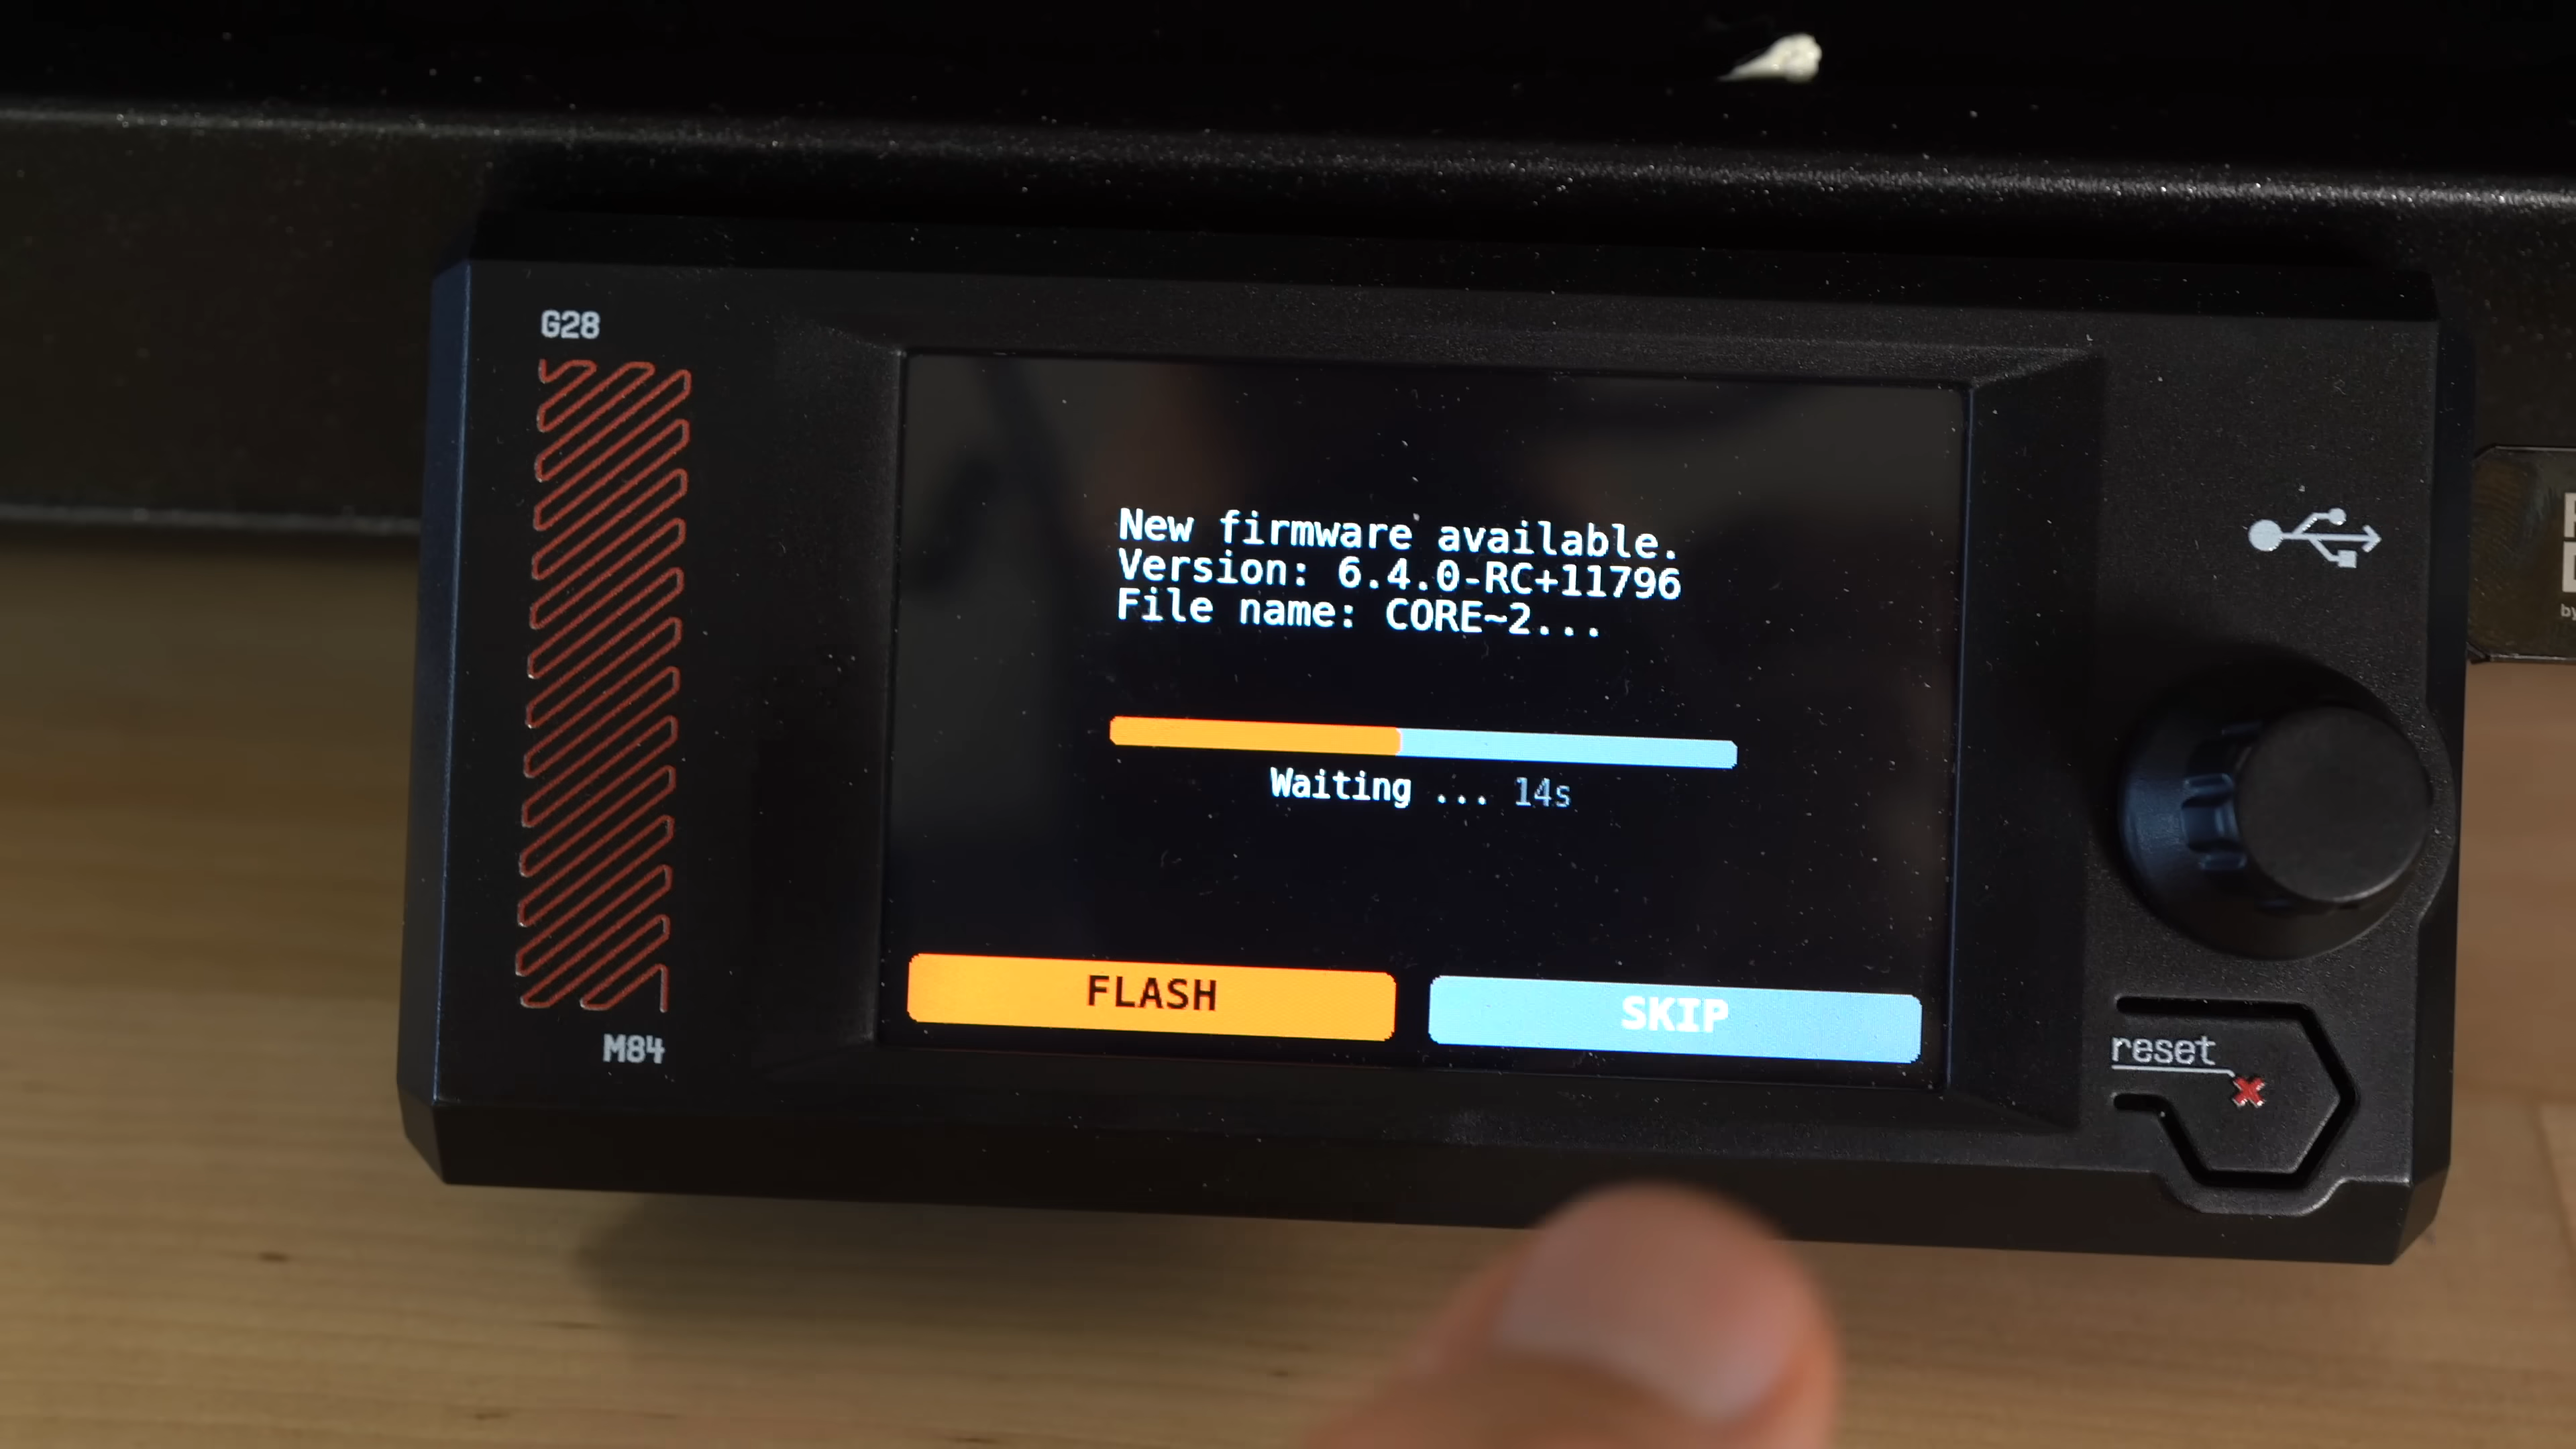 G28
New firmware available.
Version: 6.4.0-RC+11796
File name: CORE~2...
Waiting ... 14s
FLASH
SKIP
M84
reset
by